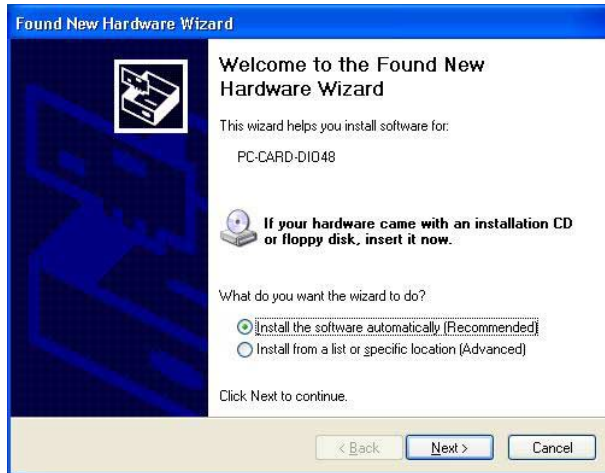 Found New Hardware Wizard
Welcome to the Found New
Hardware Wizard
This wizard helps you install software for:
PC-CARD-DIO48
If your hardware came with an installation CD
or floppy disk, insert it now.
What do you want the wizard to do?
Install the software automatically (Recommended)
Install from a list or specific location (Advanced)
Click Next to continue.
< Back
Next >
Cancel